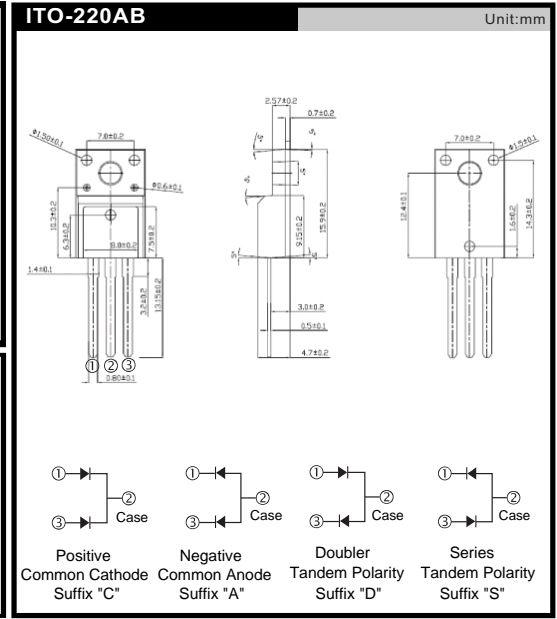 ITO-220AB
Unit:mm
2.57±0.2
0.7±0.2
Φ1.50±0.1
7.0±0.2
Φ0.6±0.1
10.3±0.2
6.3±0.2
8.0±0.2
7.5±0.2
1.4±0.1
3.2±0.2
13.15±0.2
① ② ③
0.80±0.1
9.15±0.2
15.9±0.2
3.0±0.2
0.5±0.1
4.7±0.2
7.0±0.2
Φ1.5±0.1
12.4±0.1
1.6±0.2
14.3±0.2
①
③
②
Case
Positive
Common Cathode
Suffix "C"
①
③
②
Case
Negative
Common Anode
Suffix "A"
①
③
②
Case
Doubler
Tandem Polarity
Suffix "D"
①
③
②
Case
Series
Tandem Polarity
Suffix "S"